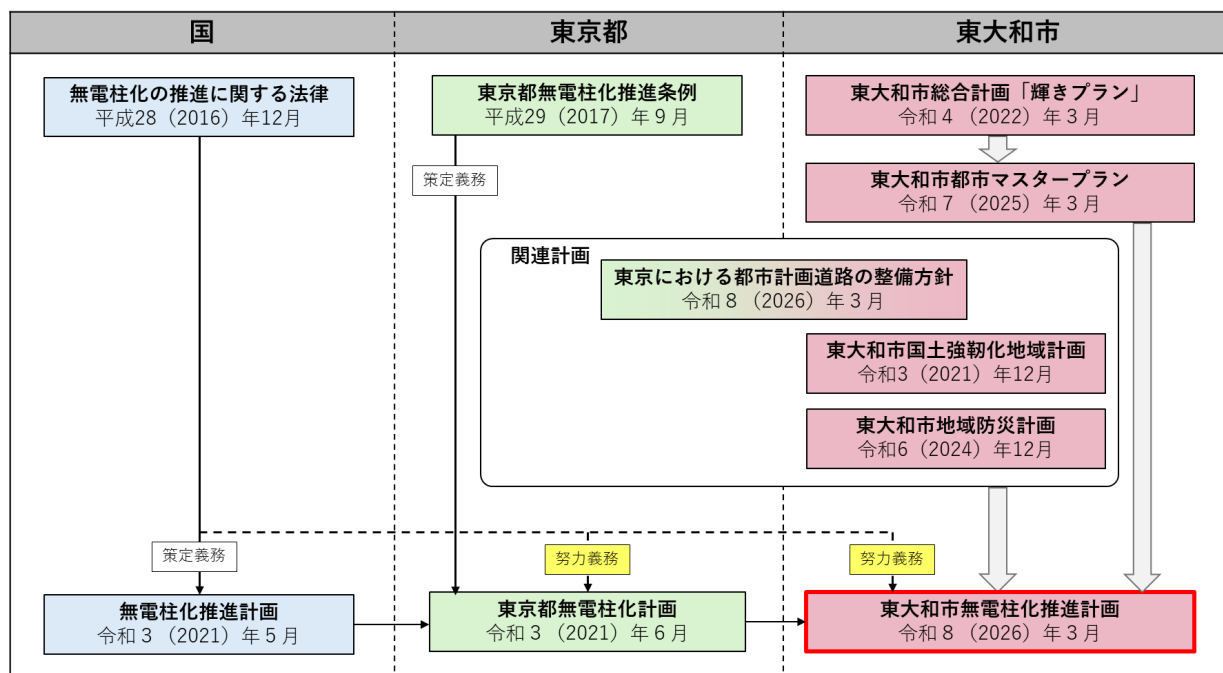 国
東京都
東大和市
無電柱化の推進に関する法律
平成28（2016）年12月
東京都無電柱化推進条例
平成29（2017）年９月
東大和市総合計画「輝きプラン」
令和４（2022）年３月
策定義務
東大和市都市マスタープラン
令和７（2025）年３月
関連計画
東京における都市計画道路の整備方針
令和８（2026）年３月
東大和市国土強靭化地域計画
令和3（2021）年12月
東大和市地域防災計画
令和6（2024）年12月
策定義務
努力義務
努力義務
無電柱化推進計画
令和３（2021）年５月
東京都無電柱化計画
令和３（2021）年６月
東大和市無電柱化推進計画
令和８（2026）年３月